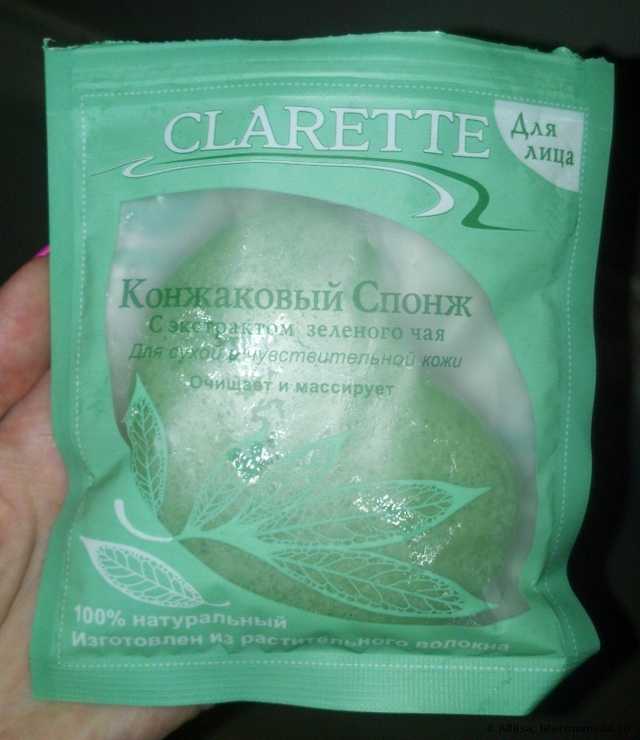 CLARETTE
Для
лица
Конжаковый Спонж
С экстрактом зеленого чая
Для сухой и чувствительной кожи
Очищает и массирует
100% натуральный
Изготовлен из растительного волокна